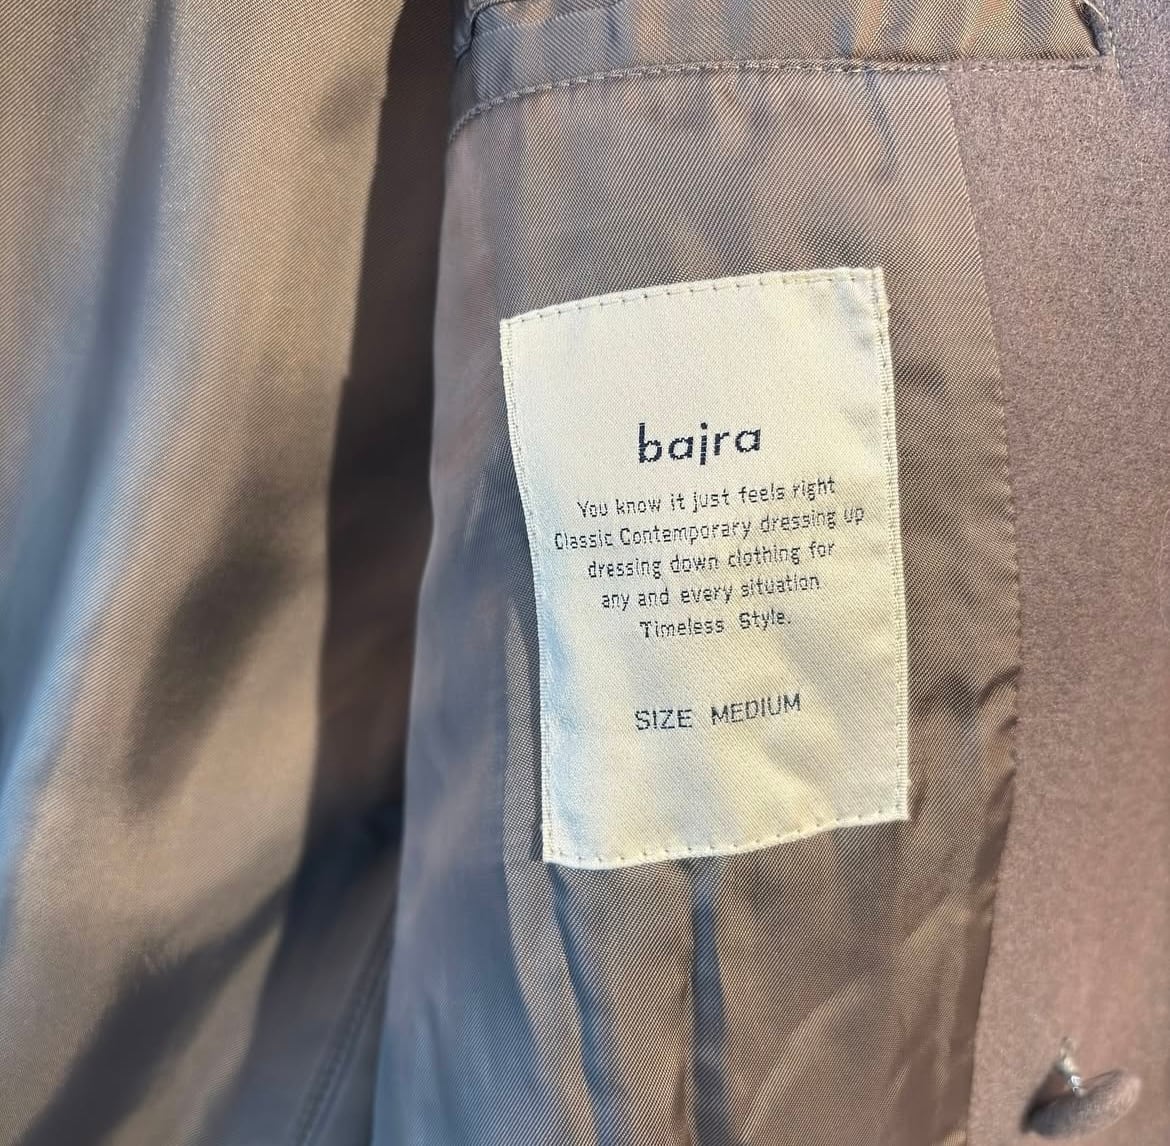 bajra
You know it just feels right
Classic Contemporary dressing up
dressing down clothing for
any and every situation
Timeless Style.
SIZE MEDIUM